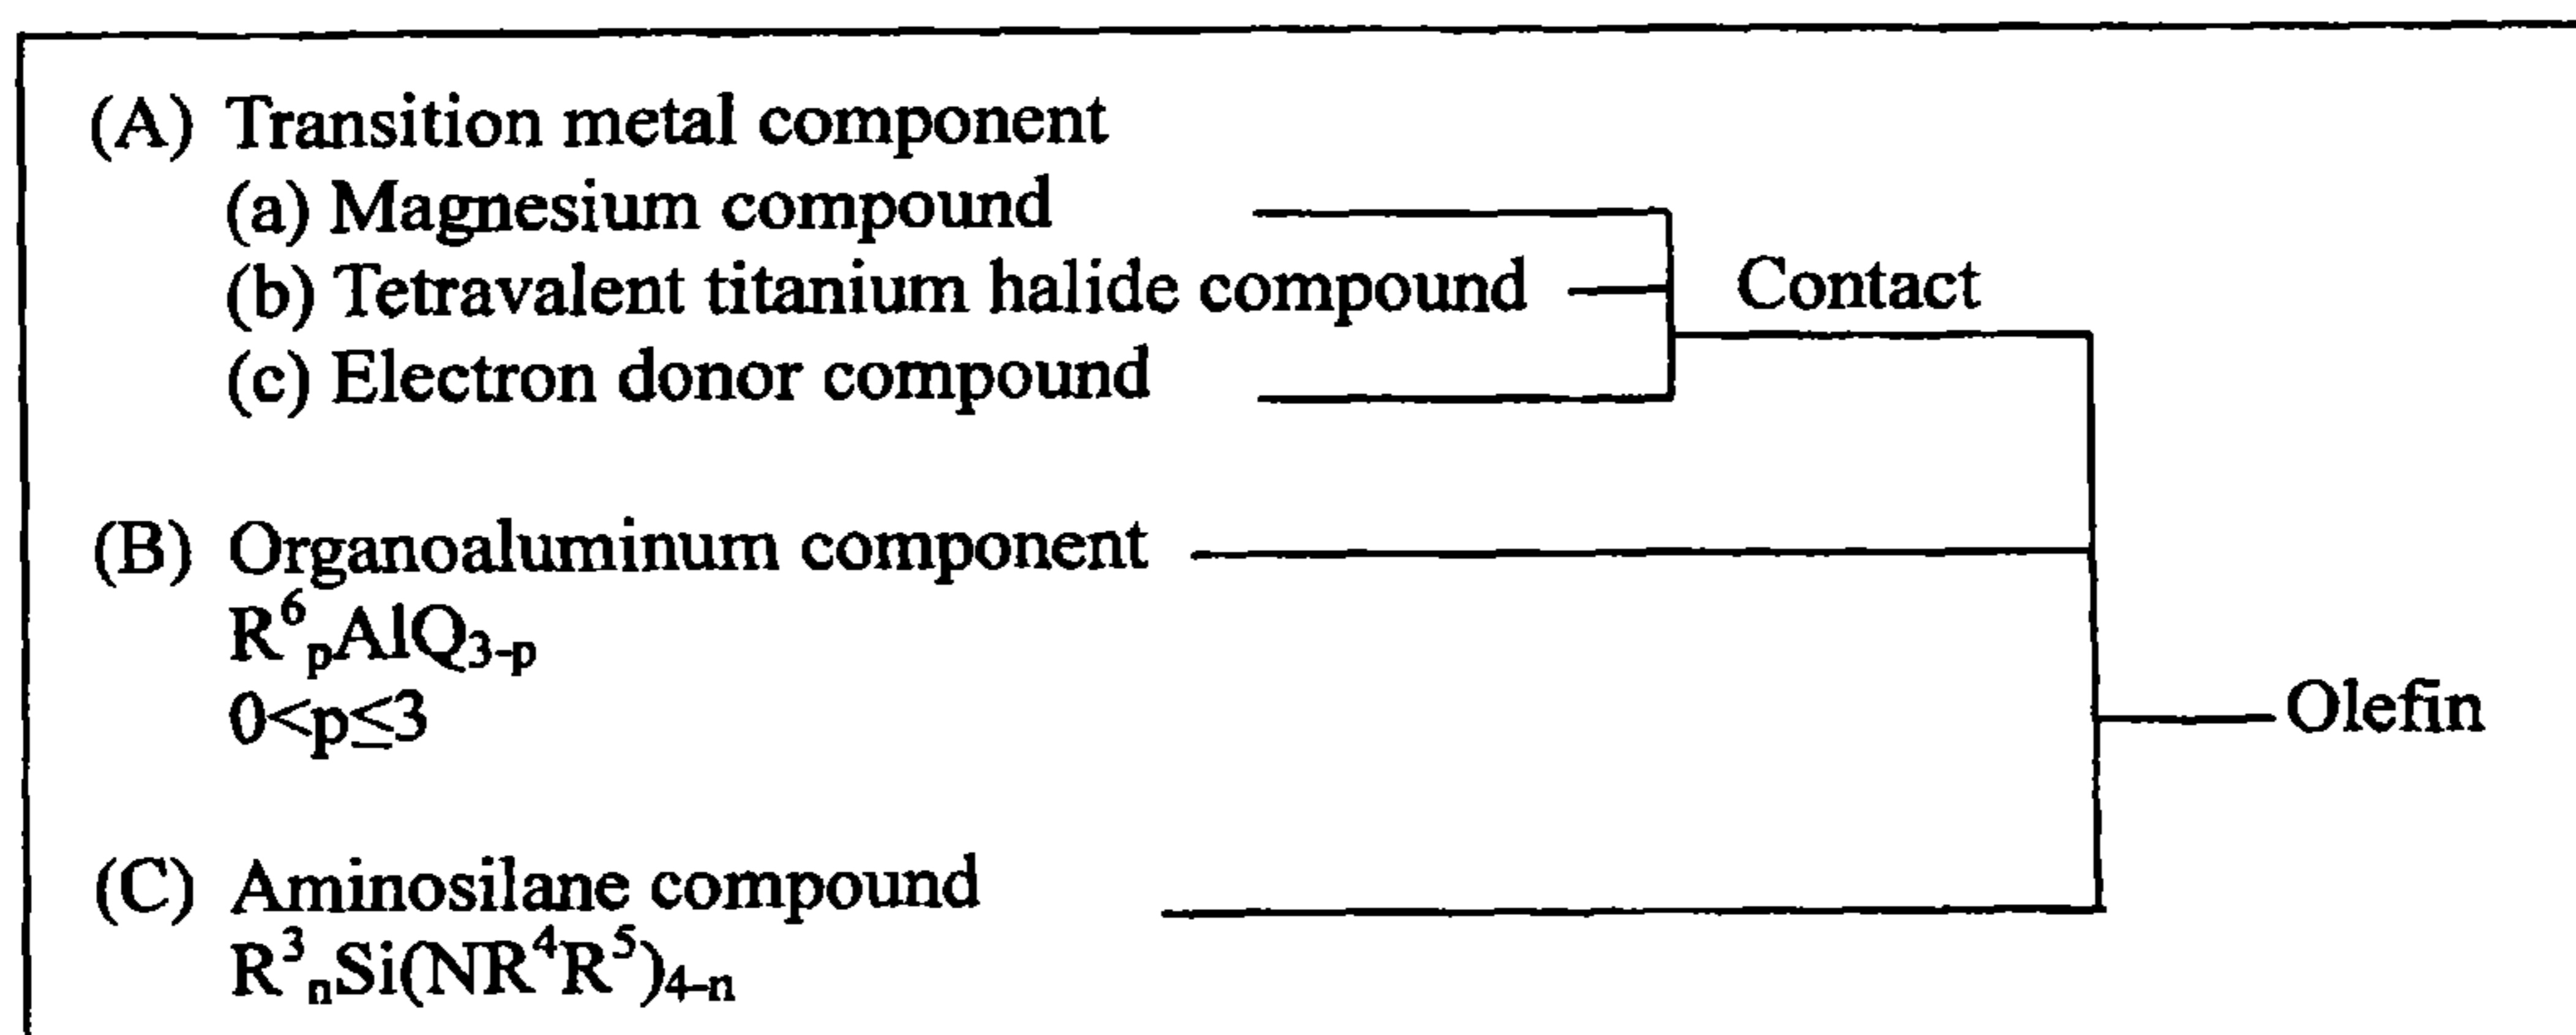 (A) Transition metal component
(a) Magnesium compound
(b) Tetravalent titanium halide compound
Contact
(c) Electron donor compound
(B) Organoaluminum component
R⁶ₚAlQ₃₋ₚ
0<p≤3
Olefin
(C) Aminosilane compound
R³ₙSi(NR⁴R⁵)₄₋ₙ